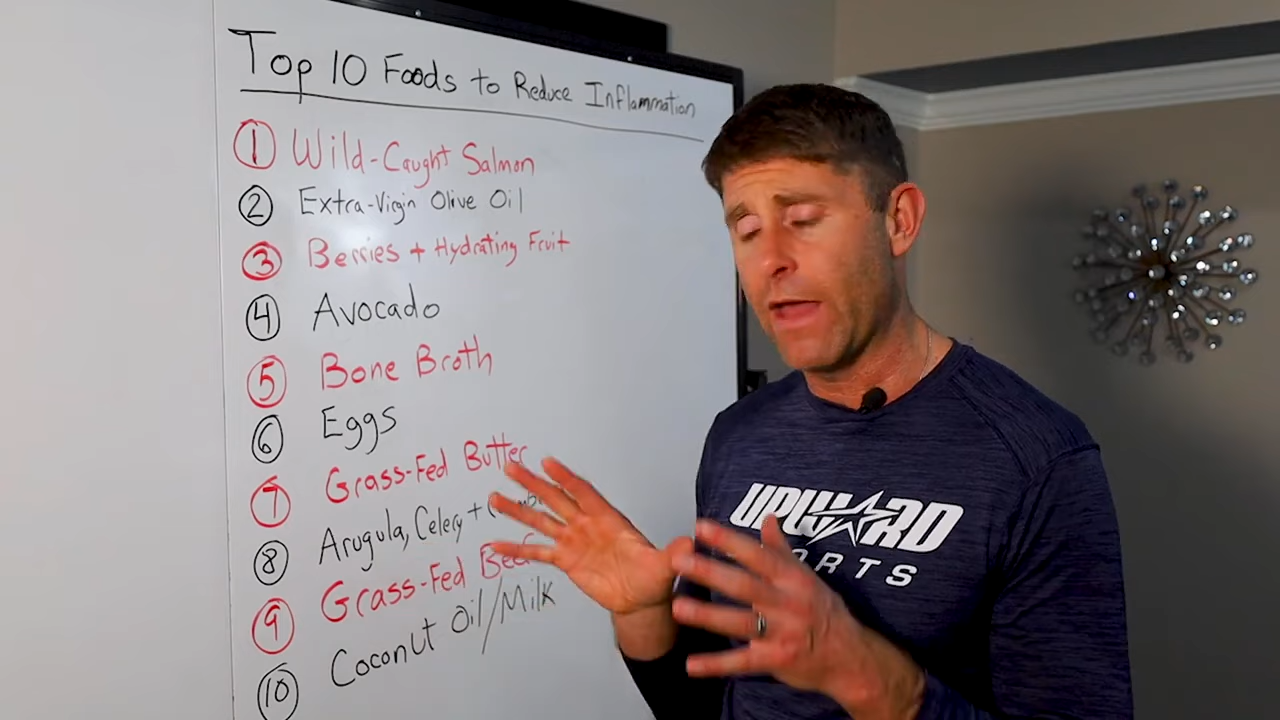 Top 10 Foods to Reduce Inflammation
1 Wild-Caught Salmon
2 Extra-Virgin Olive Oil
3 Berries + Hydrating Fruit
4 Avocado
5 Bone Broth
6 Eggs
7 Grass-Fed Butter
8 Arugula, Celery +
9 Grass-Fed
10 Coconut Oil/Milk
UPWARD
SPORTS